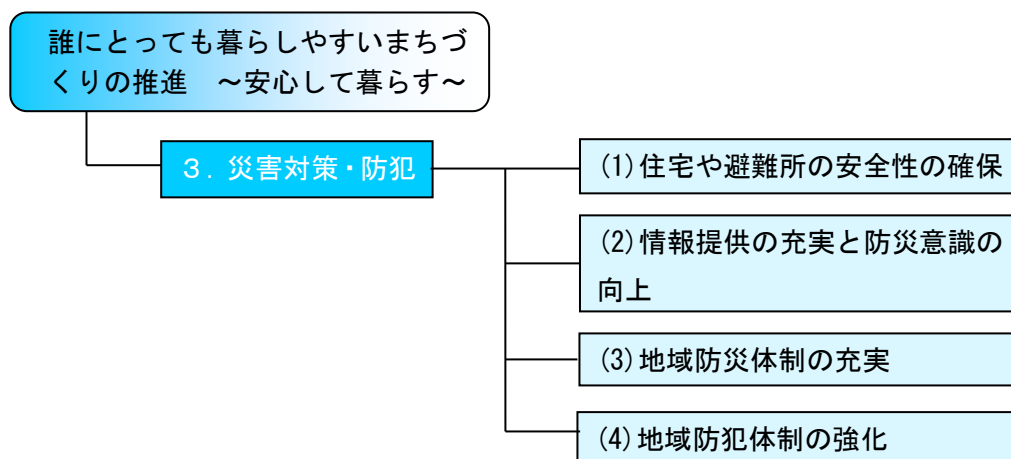 誰にとっても暮らしやすいまちづ
くりの推進　～安心して暮らす～
３．災害対策・防犯
(1)住宅や避難所の安全性の確保
(2)情報提供の充実と防災意識の
向上
(3)地域防災体制の充実
(4)地域防犯体制の強化